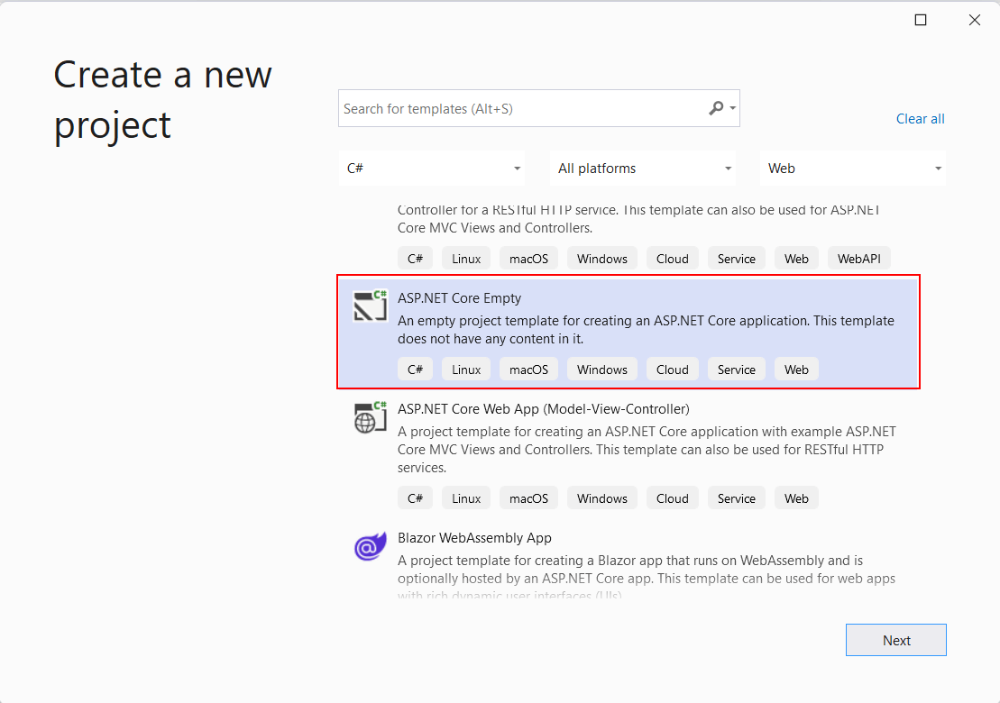 Create a new
project
Search for templates (Alt+S)
Clear all
C#
All platforms
Web
Controller for a RESTful HTTP service. This template can also be used for ASP.NET
Core MVC Views and Controllers.
C# Linux macOS Windows Cloud Service Web WebAPI
C#
ASP.NET Core Empty
An empty project template for creating an ASP.NET Core application. This template
does not have any content in it.
C# Linux macOS Windows Cloud Service Web
C#
ASP.NET Core Web App (Model-View-Controller)
A project template for creating an ASP.NET Core application with example ASP.NET
Core MVC Views and Controllers. This template can also be used for RESTful HTTP
services.
C# Linux macOS Windows Cloud Service Web
@
Blazor WebAssembly App
A project template for creating a Blazor app that runs on WebAssembly and is
optionally hosted by an ASP.NET Core app. This template can be used for web apps
with rich dynamic user interfaces (UIs).
Next